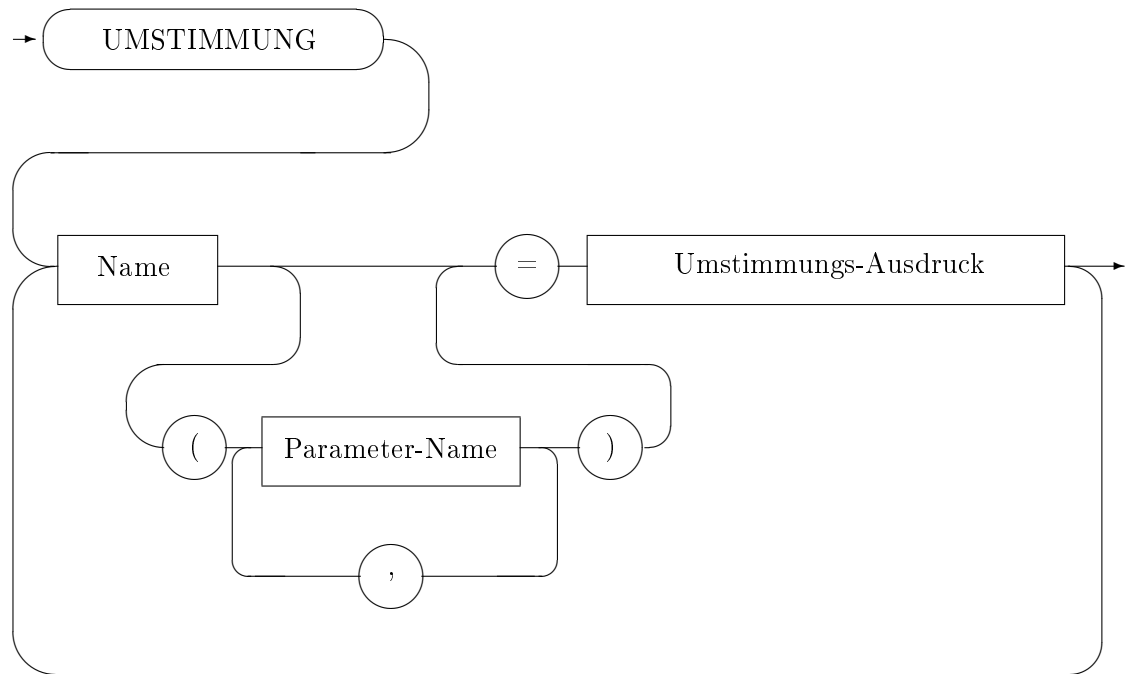 UMSTIMMUNG
Name
=
Umstimmungs-Ausdruck
(
Parameter-Name
)
,